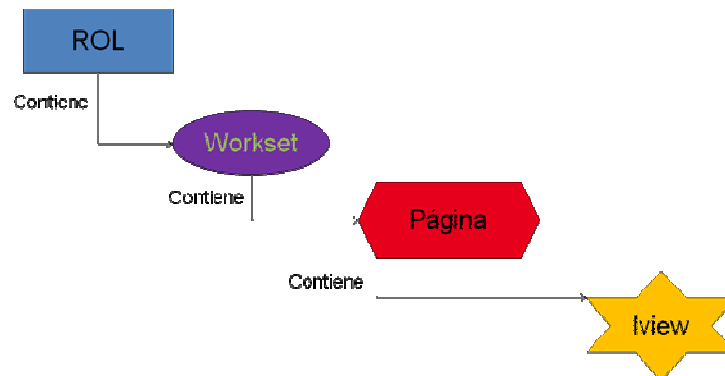 ROL
Contiene
Workset
Contiene
Página
Contiene
Iview